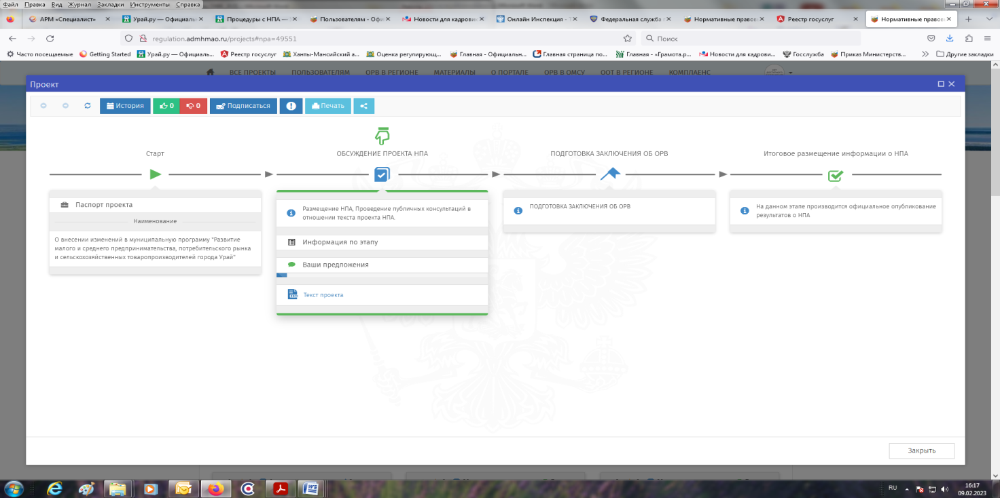 Файл Правка Вид Журнал Закладки Инструменты Справка
АРМ «Специалист»
Урай.ру — Официаль
Процедуры с НПА —
Пользователям - Офи
Новости для кадрови
Онлайн Инспекция -
Федеральная служба
Нормативные правов
Реестр госуслуг
Нормативные правов
regulation.admhmao.ru/projects#npa=49551
Поиск
Часто посещаемые Getting Started Урай.ру — Официаль... Реестр госуслуг Ханты-Мансийский а... Оценка регулирующ... Главная - Официальн... Главная страница по... Главная - «Грамота.р... Новости для кадрови... Госслужба Приказ Министерств... Другие закладки
ВСЕ ПРОЕКТЫ ПОЛЬЗОВАТЕЛЯМ ОРВ В РЕГИОНЕ МАТЕРИАЛЫ О ПОРТАЛЕ ОРВ В ОМСУ ООТ В РЕГИОНЕ КОМПЛАЕНС
Проект
История 0 0 Подписаться Печать
Старт
ОБСУЖДЕНИЕ ПРОЕКТА НПА
ПОДГОТОВКА ЗАКЛЮЧЕНИЯ ОБ ОРВ
Итоговое размещение информации о НПА
Паспорт проекта
Наименование
О внесении изменений в муниципальную программу "Развитие
малого и среднего предпринимательства, потребительского рынка
и сельскохозяйственных товаропроизводителей города Урай"
Размещение НПА, Проведение публичных консультаций в
отношении текста проекта НПА.
Информация по этапу
Ваши предложения
Текст проекта
ПОДГОТОВКА ЗАКЛЮЧЕНИЯ ОБ ОРВ
На данном этапе производится официальное опубликование
результатов о НПА
Закрыть
RU
16:17
09.02.2023